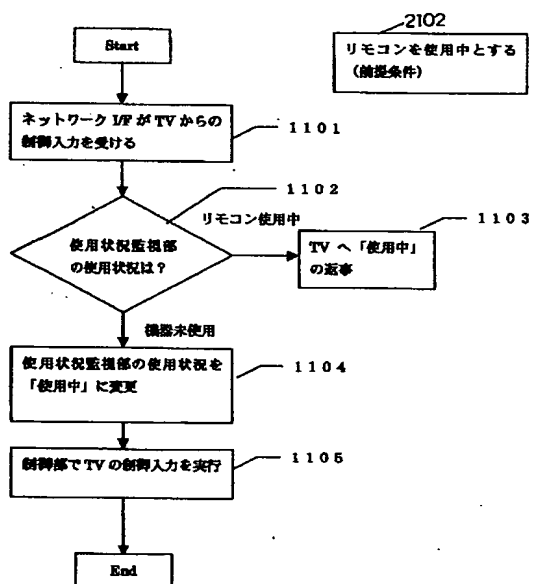 Start
2102
リモコンを使用中とする
(前提条件)
ネットワーク I/F が TV からの
制御入力を受ける
1101
1102
リモコン使用中
1103
使用状況監視部
の使用状況は?
TV へ「使用中」
の返事
機器未使用
使用状況監視部の使用状況を
「使用中」に変更
1104
制御部で TV の制御入力を実行
1105
End